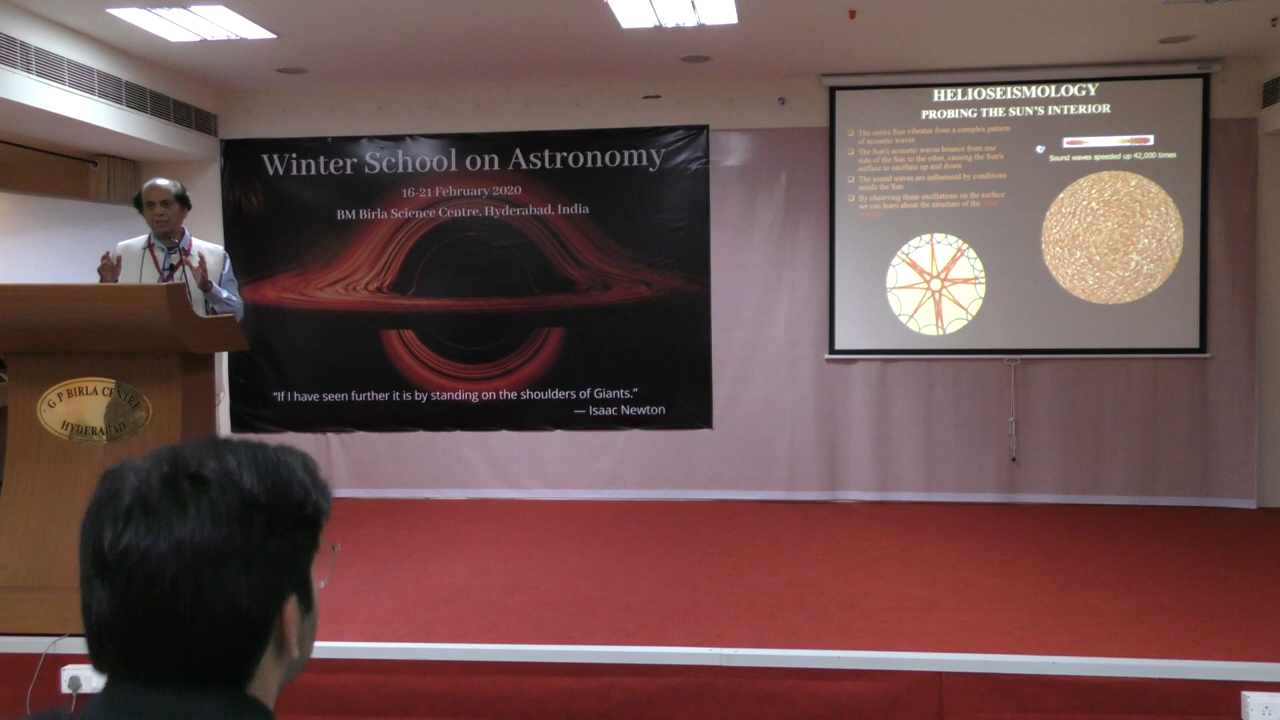 Winter School on Astronomy
16-21 February 2020
BM Birla Science Centre, Hyderabad, India
“If I have seen further it is by standing on the shoulders of Giants.”
— Isaac Newton
HELIOSEISMOLOGY
PROBING THE SUN'S INTERIOR
The entire Sun vibrates from a complex pattern
of acoustic waves
The Sun's acoustic waves bounce from one
side of the Sun to the other, causing the Sun's
surface to oscillate up and down
The sound waves are influenced by conditions
inside the Sun
By observing these oscillations on the surface
we can learn about the structure of the
Sound waves speeded up 42,000 times
G P BIRLA CENTRE
HYDERABAD